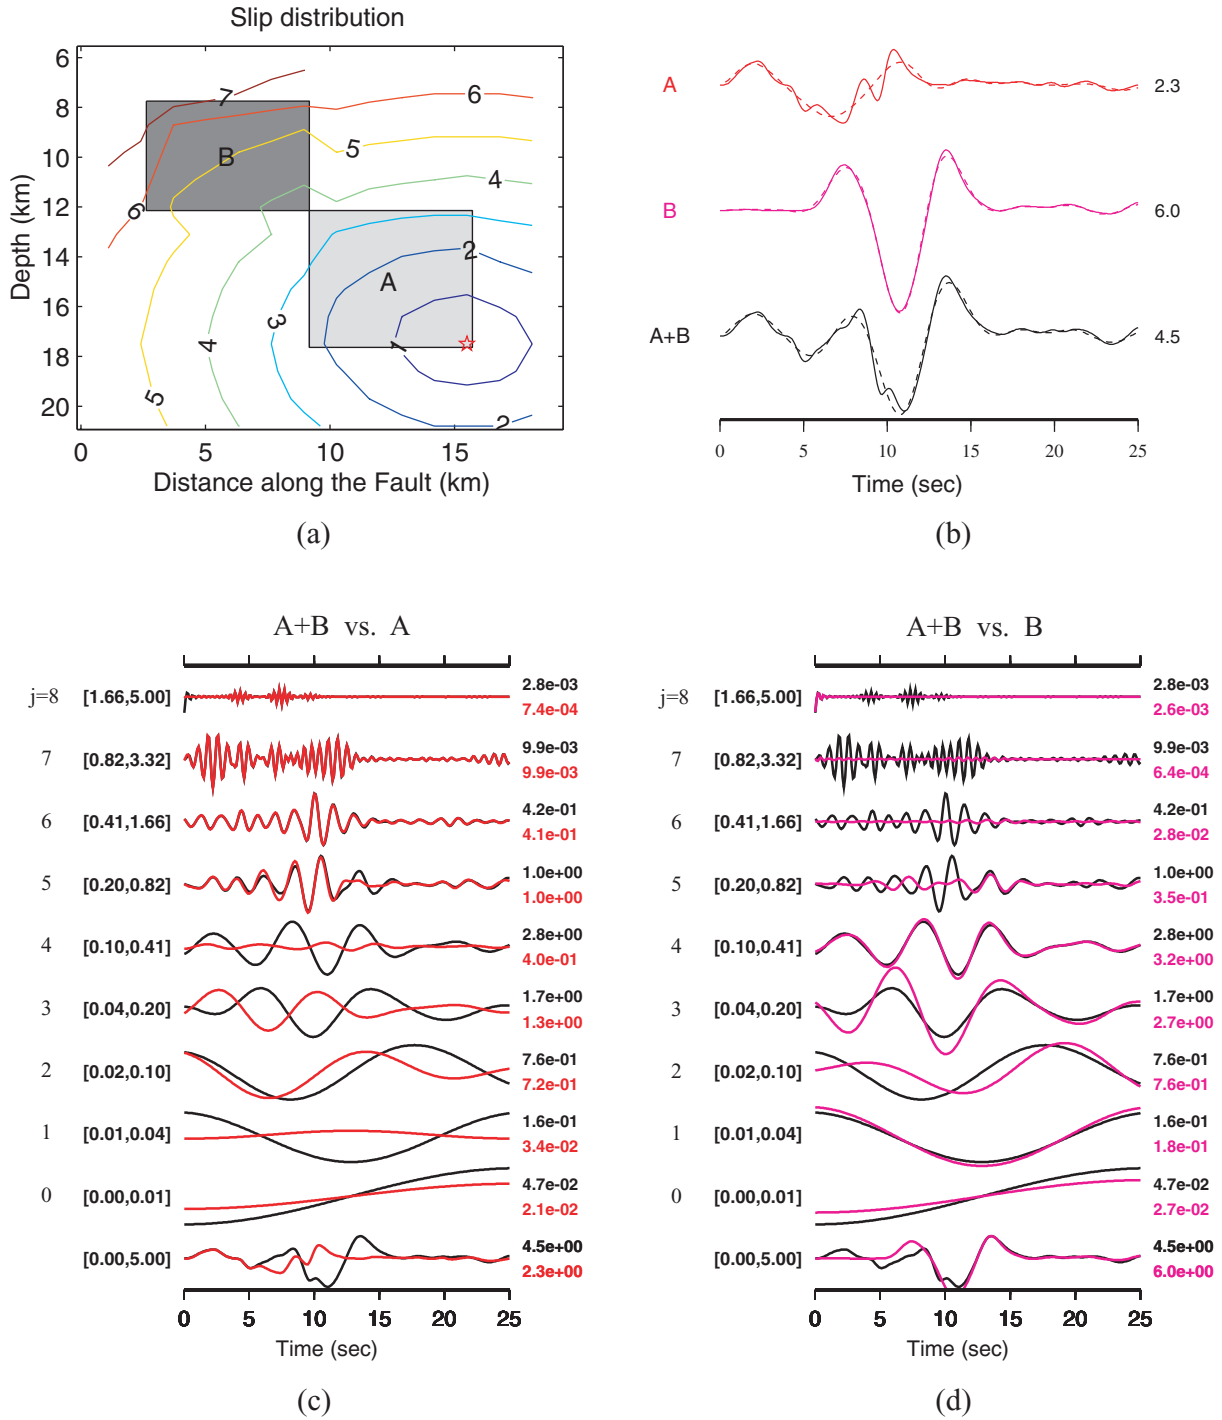 Slip distribution
6
8
10
12
14
16
18
20
Depth (km)
0
5
10
15
Distance along the Fault (km)
7
6
B
5
4
6
2
A
3
1
4
5
2
(a)
A
2.3
B
6.0
A+B
4.5
0
5
10
15
20
25
Time (sec)
(b)
A+B vs. A
j=8 [1.66,5.00] 2.8e-03
7.4e-04
7 [0.82,3.32] 9.9e-03
9.9e-03
6 [0.41,1.66] 4.2e-01
4.1e-01
5 [0.20,0.82] 1.0e+00
1.0e+00
4 [0.10,0.41] 2.8e+00
4.0e-01
3 [0.04,0.20] 1.7e+00
1.3e+00
2 [0.02,0.10] 7.6e-01
7.2e-01
1 [0.01,0.04] 1.6e-01
3.4e-02
0 [0.00,0.01] 4.7e-02
2.1e-02
[0.00,5.00] 4.5e+00
2.3e+00
0 5 10 15 20 25
Time (sec)
(c)
A+B vs. B
j=8 [1.66,5.00] 2.8e-03
2.6e-03
7 [0.82,3.32] 9.9e-03
6.4e-04
6 [0.41,1.66] 4.2e-01
2.8e-02
5 [0.20,0.82] 1.0e+00
3.5e-01
4 [0.10,0.41] 2.8e+00
3.2e+00
3 [0.04,0.20] 1.7e+00
2.7e+00
2 [0.02,0.10] 7.6e-01
7.6e-01
1 [0.01,0.04] 1.6e-01
1.8e-01
0 [0.00,0.01] 4.7e-02
2.7e-02
[0.00,5.00] 4.5e+00
6.0e+00
0 5 10 15 20 25
Time (sec)
(d)